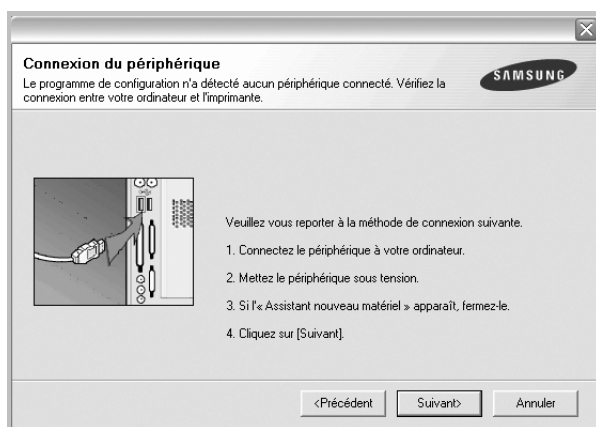 Connexion du périphérique
Le programme de configuration n'a détecté aucun périphérique connecté. Vérifiez la
connexion entre votre ordinateur et l'imprimante.
SAMSUNG
Veuillez vous reporter à la méthode de connexion suivante.
1. Connectez le périphérique à votre ordinateur.
2. Mettez le périphérique sous tension.
3. Si l'« Assistant nouveau matériel » apparaît, fermez-le.
4. Cliquez sur [Suivant].
<Précédent
Suivant>
Annuler